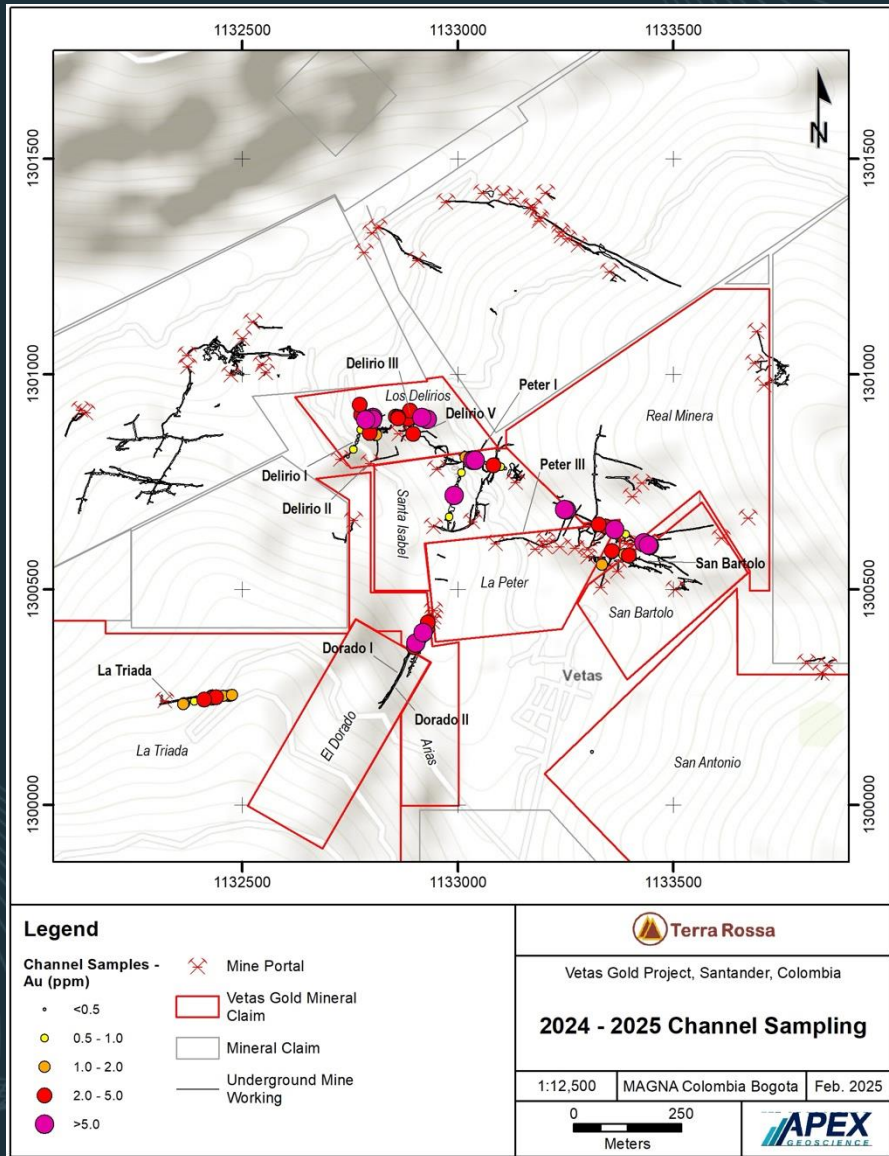 1132500
1133000
1133500
1301500
1301500
N
1301000
1301000
Delirio III
Los Delirios
Peter I
Delirio V
Real Minera
Peter III
Delirio I
Delirio II
Santa Isabel
1300500
1300500
La Peter
San Bartolo
San Bartolo
Dorado I
Vetas
La Triada
Dorado II
La Triada
El Dorado
Arias
San Antonio
1300000
1300000
1132500
1133000
1133500
Legend
Channel Samples -
Au (ppm)
<0.5
0.5 - 1.0
1.0 - 2.0
2.0 - 5.0
>5.0
Mine Portal
Vetas Gold Mineral
Claim
Mineral Claim
Underground Mine
Working
Terra Rossa
Vetas Gold Project, Santander, Colombia
2024 - 2025 Channel Sampling
1:12,500
MAGNA Colombia Bogota
Feb. 2025
0
250
Meters
APEX
GEOSCIENCE